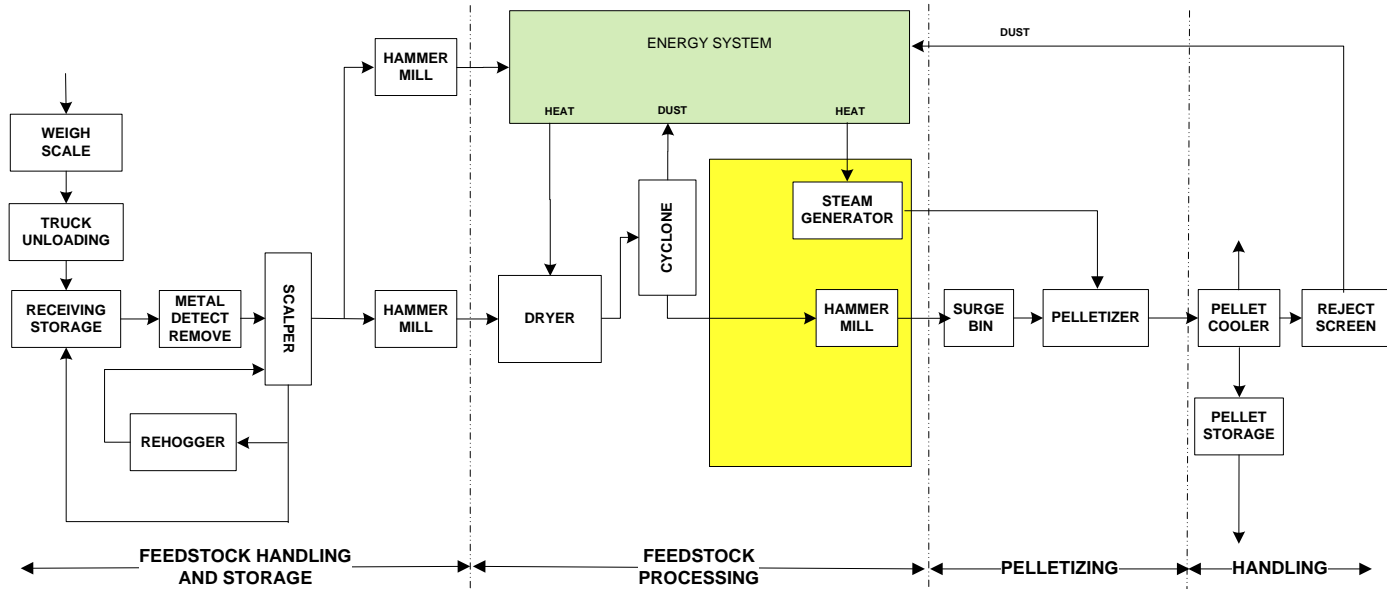 ENERGY SYSTEM
DUST
HAMMER
MILL
HEAT
DUST
HEAT
WEIGH
SCALE
TRUCK
UNLOADING
RECEIVING
STORAGE
METAL
DETECT
REMOVE
SCALPER
HAMMER
MILL
REHOGGER
DRYER
CYCLONE
STEAM
GENERATOR
HAMMER
MILL
SURGE
BIN
PELLETIZER
PELLET
COOLER
REJECT
SCREEN
PELLET
STORAGE
FEEDSTOCK HANDLING
AND STORAGE
FEEDSTOCK
PROCESSING
PELLETIZING
HANDLING